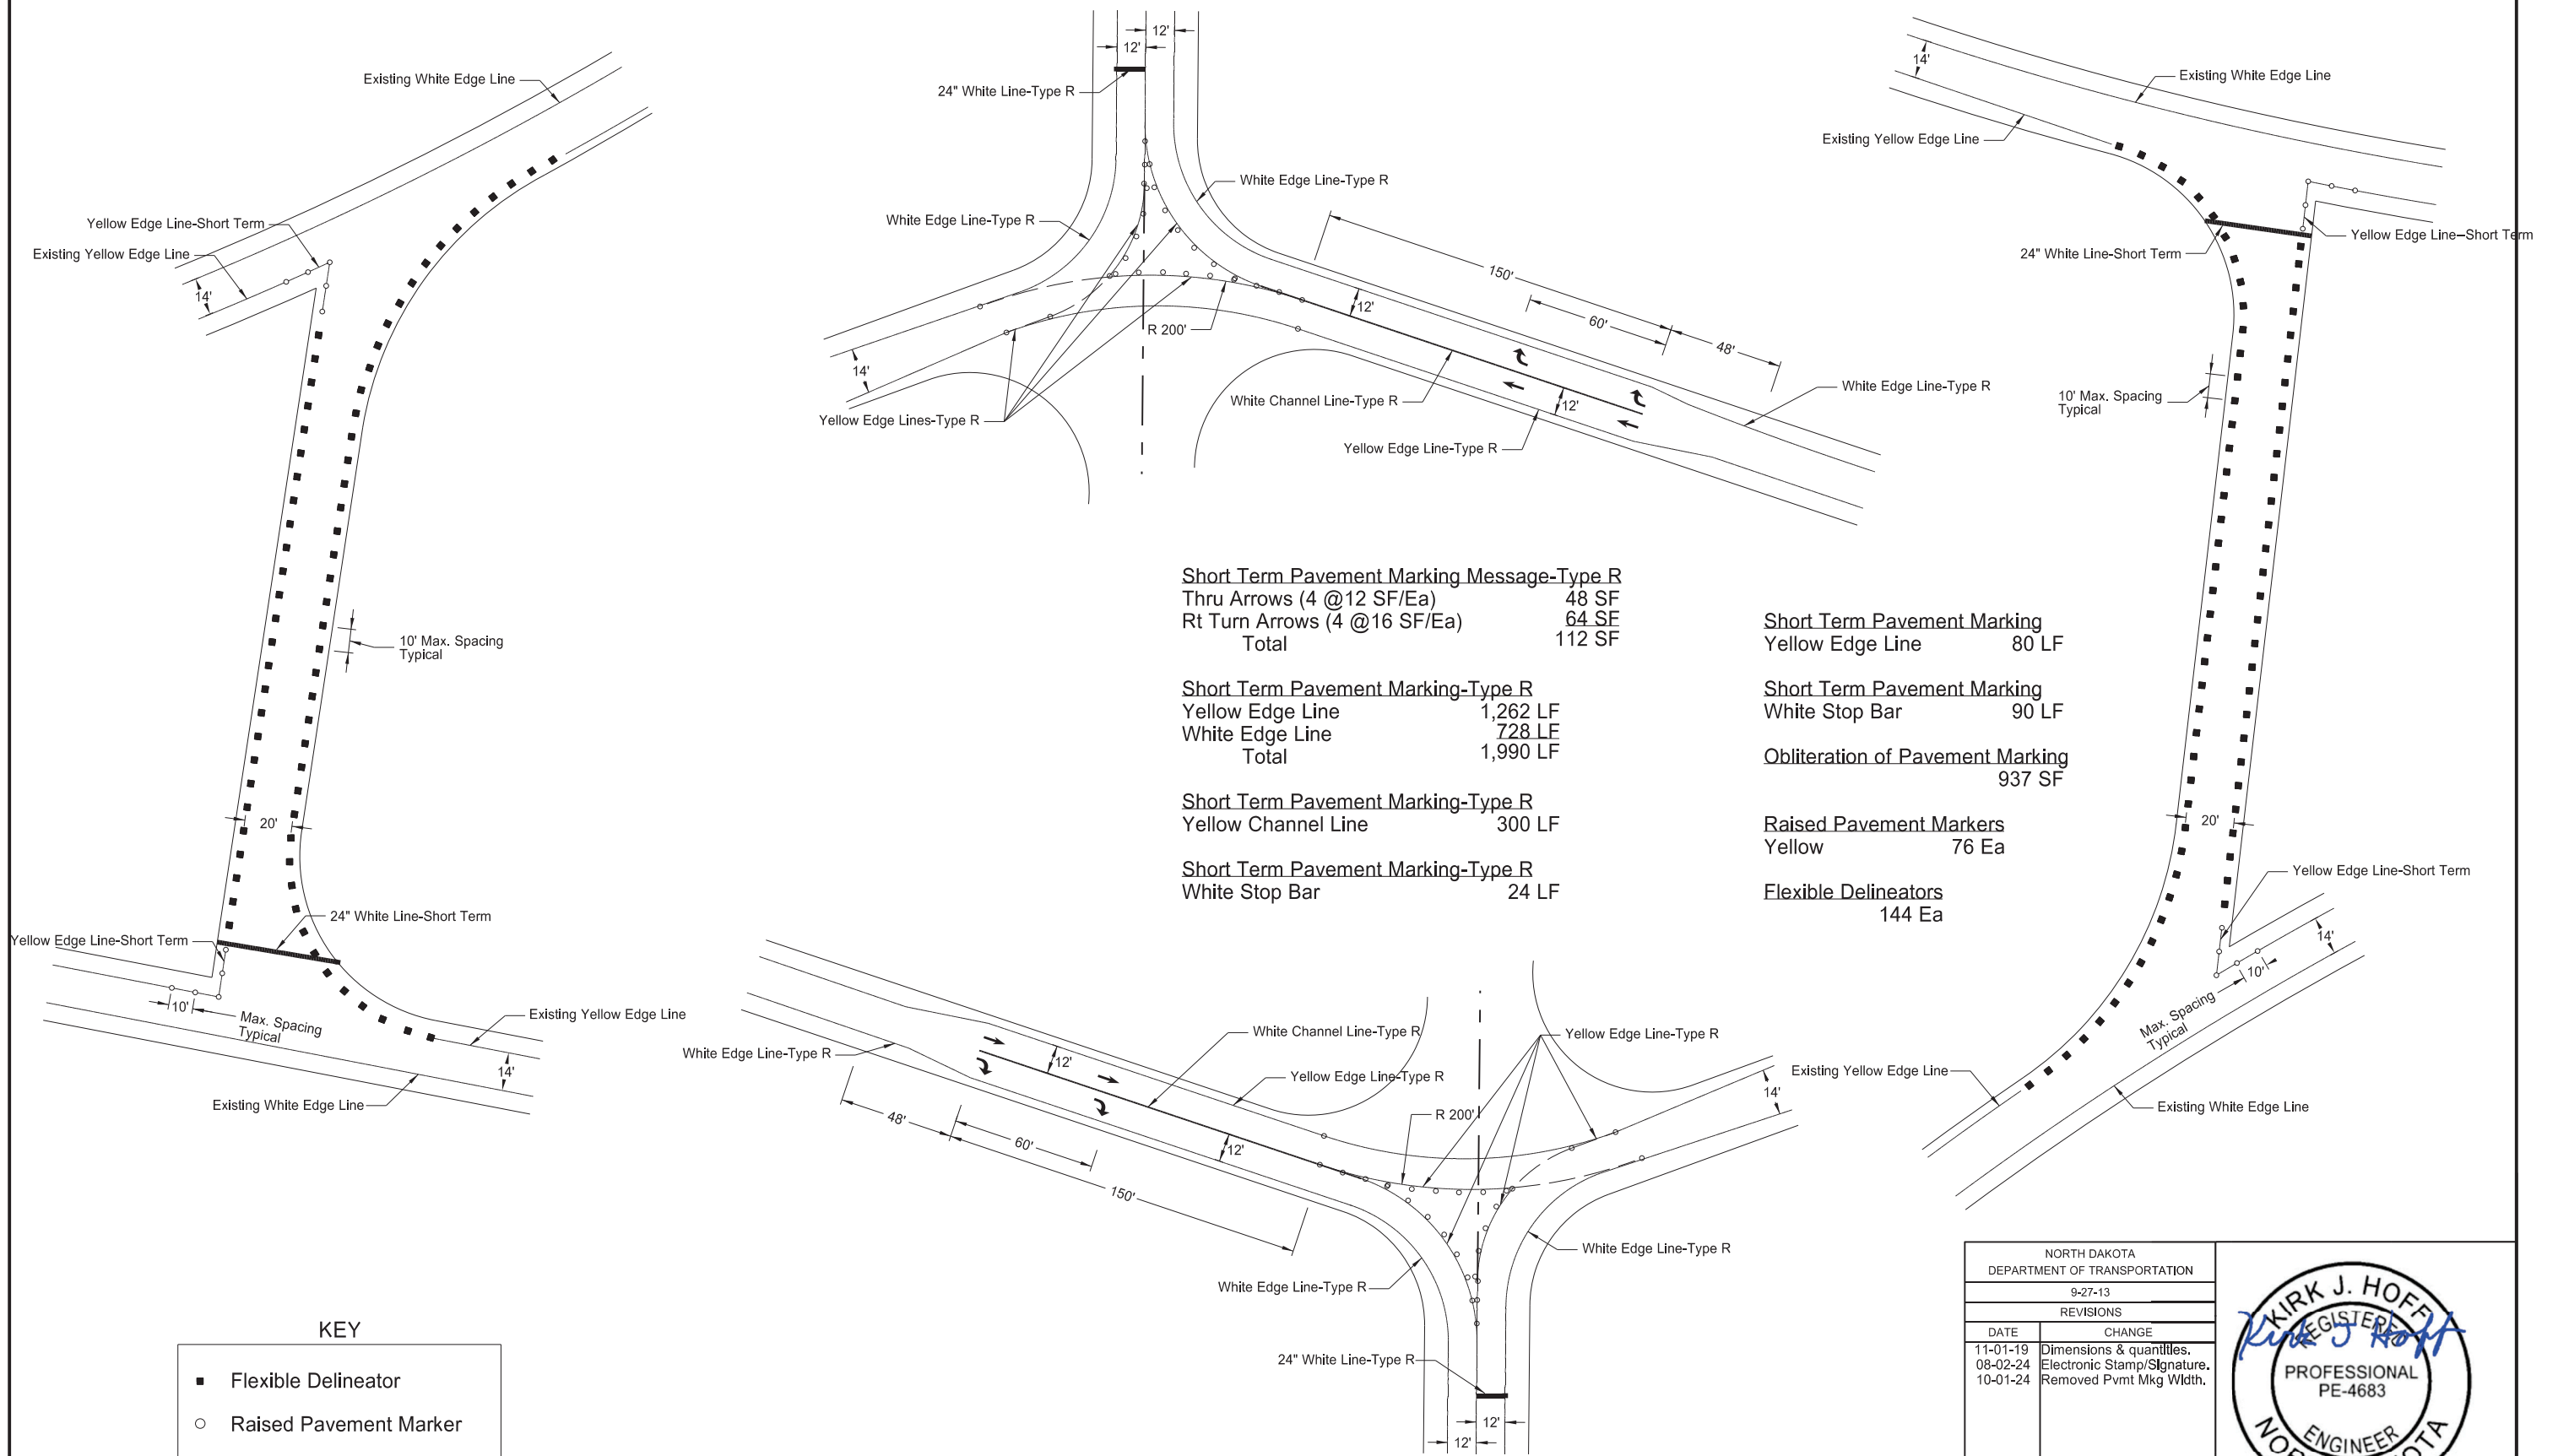 Existing White Edge Line
Yellow Edge Line-Short Term
Existing Yellow Edge Line
14'
10' Max. Spacing
Typical
20'
24" White Line-Short Term
Yellow Edge Line-Short Term
10'
Max. Spacing
Typical
Existing Yellow Edge Line
14'
Existing White Edge Line
12'
12'
24" White Line-Type R
White Edge Line-Type R
White Edge Line-Type R
150'
60'
48'
12'
R 200'
14'
White Channel Line-Type R
12'
White Edge Line-Type R
Yellow Edge Lines-Type R
Yellow Edge Line-Type R
14'
Existing White Edge Line
Existing Yellow Edge Line
24" White Line-Short Term
Yellow Edge Line–Short Term
10' Max. Spacing
Typical
20'
Yellow Edge Line-Short Term
14'
10'
Max. Spacing
Typical
Existing Yellow Edge Line
Existing White Edge Line
Short Term Pavement Marking Message-Type R
Thru Arrows (4 @12 SF/Ea) 48 SF
Rt Turn Arrows (4 @16 SF/Ea) 64 SF
Total 112 SF
Short Term Pavement Marking-Type R
Yellow Edge Line 1,262 LF
White Edge Line 728 LF
Total 1,990 LF
Short Term Pavement Marking-Type R
Yellow Channel Line 300 LF
Short Term Pavement Marking-Type R
White Stop Bar 24 LF
Short Term Pavement Marking
Yellow Edge Line 80 LF
Short Term Pavement Marking
White Stop Bar 90 LF
Obliteration of Pavement Marking
937 SF
Raised Pavement Markers
Yellow 76 Ea
Flexible Delineators
144 Ea
White Edge Line-Type R
White Channel Line-Type R
12'
Yellow Edge Line-Type R
Yellow Edge Line-Type R
48'
60'
150'
12'
R 200'
14'
White Edge Line-Type R
White Edge Line-Type R
24" White Line-Type R
12'
12'
KEY
Flexible Delineator
Raised Pavement Marker
NORTH DAKOTA
DEPARTMENT OF TRANSPORTATION
9-27-13
REVISIONS
DATE CHANGE
11-01-19 Dimensions & quantities.
08-02-24 Electronic Stamp/Signature.
10-01-24 Removed Pvmt Mkg Width.
KIRK J. HOFF
REGISTERED
Kirk J Hoff
PROFESSIONAL
PE-4683
ENGINEER